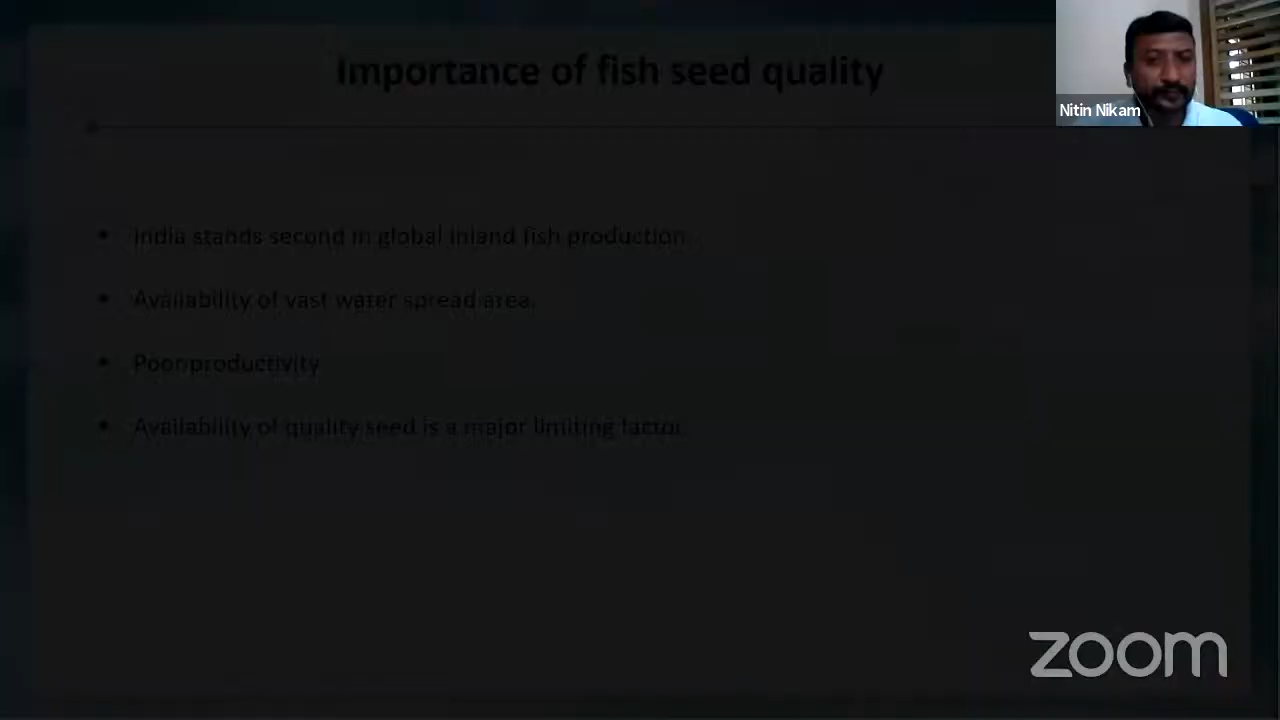 Importance of fish seed quality
Nitin Nikam
• India stands second in global inland fish production.
• Availability of vast water spread area.
• Poor productivity
• Availability of quality seed is a major limiting factor.
zoom